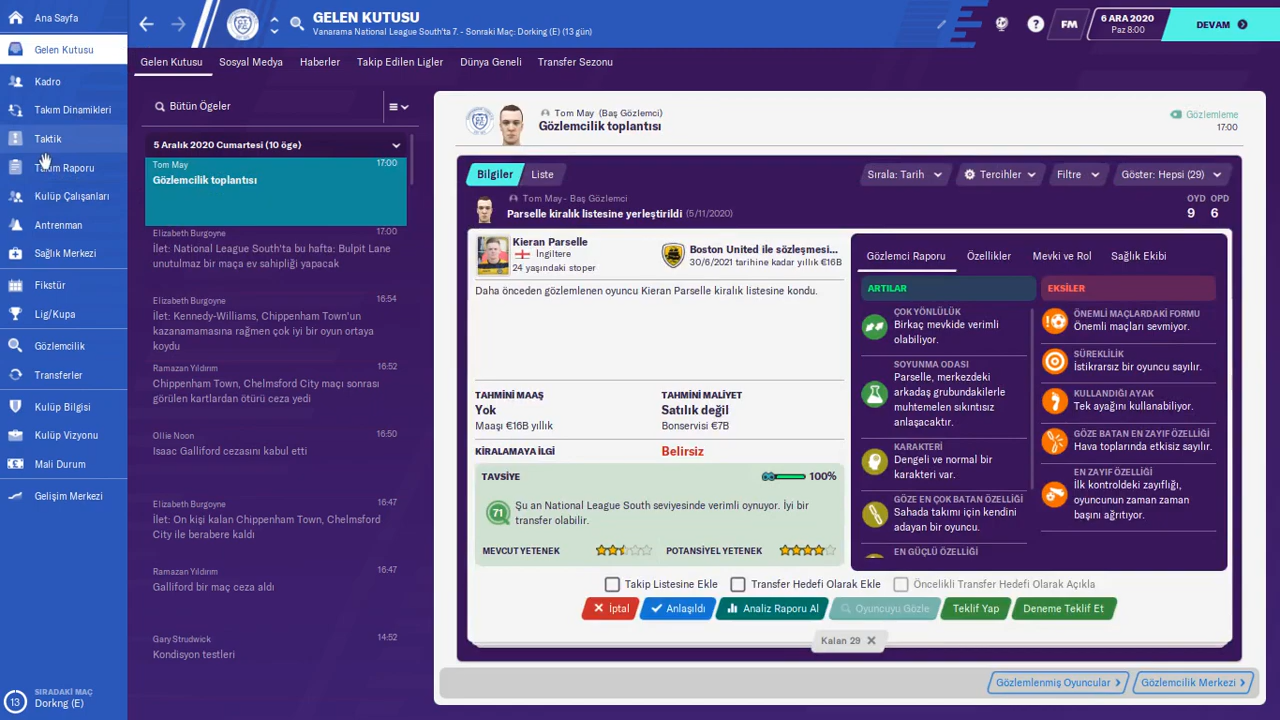 Ana Sayfa
Gelen Kutusu
Kadro
Takım Dinamikleri
Taktik
Takım Raporu
Kulüp Çalışanları
Antrenman
Sağlık Merkezi
Fikstür
Lig/Kupa
Gözlemcilik
Transferler
Kulüp Bilgisi
Kulüp Vizyonu
Mali Durum
Gelişim Merkezi
13
SIRADAKİ MAÇ
Dorkng (E)
GELEN KUTUSU
Vanarama National League South'ta 7. - Sonraki Maç: Dorking (E) (13 gün)
?
FM
6 ARA 2020
Paz 8:00
DEVAM
Gelen Kutusu
Sosyal Medya
Haberler
Takip Edilen Ligler
Dünya Geneli
Transfer Sezonu
Bütün Ögeler
5 Aralık 2020 Cumartesi (10 öge)
Tom May 17:00
Gözlemcilik toplantısı
Elizabeth Burgoyne 17:00
İlet: National League South'ta bu hafta: Bulpit Lane
unutulmaz bir maça ev sahipliği yapacak
Elizabeth Burgoyne 16:54
İlet: Kennedy-Williams, Chippenham Town'un
kazanamamasına rağmen çok iyi bir oyun ortaya
koydu
Ramazan Yıldırım 16:52
Chippenham Town, Chelmsford City maçı sonrası
görülen kartlardan ötürü ceza yedi
Ollie Noon 16:50
Isaac Galliford cezasını kabul etti
Elizabeth Burgoyne 16:47
İlet: On kişi kalan Chippenham Town, Chelmsford
City ile berabere kaldı
Ramazan Yıldırım 16:47
Galliford bir maç ceza aldı
Gary Strudwick 14:52
Kondisyon testleri
Tom May (Baş Gözlemci)
Gözlemcilik toplantısı
Gözlemleme
17:00
Bilgiler
Liste
Sırala: Tarih
Tercihler
Filtre
Göster: Hepsi (29)
Tom May- Baş Gözlemci
Parselle kiralık listesine yerleştirildi (5/11/2020)
OYD OPD
9 6
Kieran Parselle
İngiltere
24 yaşındaki stoper
Boston United ile sözleşmesi...
30/6/2021 tarihine kadar yıllık €16B
Daha önceden gözlemlenen oyuncu Kieran Parselle kiralık listesine kondu.
TAHMİNİ MAAŞ
Yok
Maaşı €16B yıllık
TAHMİNİ MALİYET
Satılık değil
Bonservisi €7B
KİRALAMAYA İLGİ
Belirsiz
TAVSİYE
100%
71
Şu an National League South seviyesinde verimli oynuyor. İyi bir
transfer olabilir.
MEVCUT YETENEK
POTANSİYEL YETENEK
Gözlemci Raporu
Özellikler
Mevki ve Rol
Sağlık Ekibi
ARTILAR
ÇOK YÖNLÜLÜK
Birkaç mevkide verimli
olabiliyor.
SOYUNMA ODASI
Parselle, merkezdeki
arkadaş grubundakilerle
muhtemelen sıkıntısız
anlaşacaktır.
KARAKTERİ
Dengeli ve normal bir
karakteri var.
GÖZE EN ÇOK BATAN ÖZELLİĞİ
Sahada takımı için kendini
adayan bir oyuncu.
EN GÜÇLÜ ÖZELLİĞİ
EKSİLER
ÖNEMLİ MAÇLARDAKİ FORMU
Önemli maçları sevmiyor.
SÜREKLİLİK
İstikrarsız bir oyuncu sayılır.
KULLANDIĞI AYAK
Tek ayağını kullanabiliyor.
GÖZE BATAN EN ZAYIF ÖZELLİĞİ
Hava toplarında etkisiz sayılır.
EN ZAYIF ÖZELLİĞİ
İlk kontroldeki zayıflığı,
oyuncunun zaman zaman
başını ağrıtıyor.
Takip Listesine Ekle
Transfer Hedefi Olarak Ekle
Öncelikli Transfer Hedefi Olarak Açıkla
İptal
Anlaşıldı
Analiz Raporu Al
Oyuncuyu Gözle
Teklif Yap
Deneme Teklif Et
Kalan 29
Gözlemlenmiş Oyuncular
Gözlemcilik Merkezi